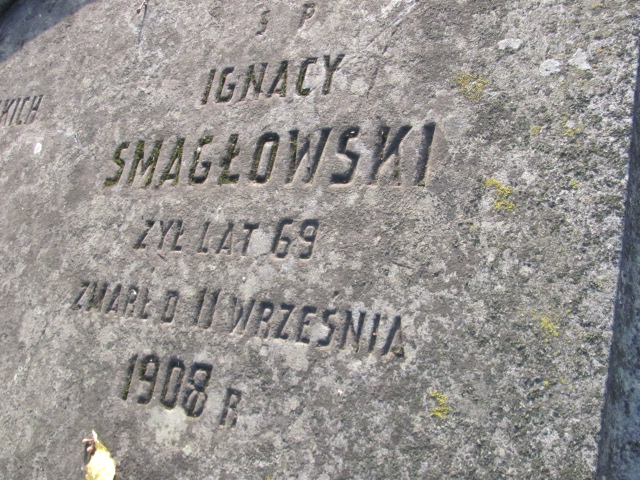 Ś P
IGNACY
SMAGŁOWSKI
ŻYŁ LAT 69
ZMARŁ D 11 WRZEŚNIA
1908 R